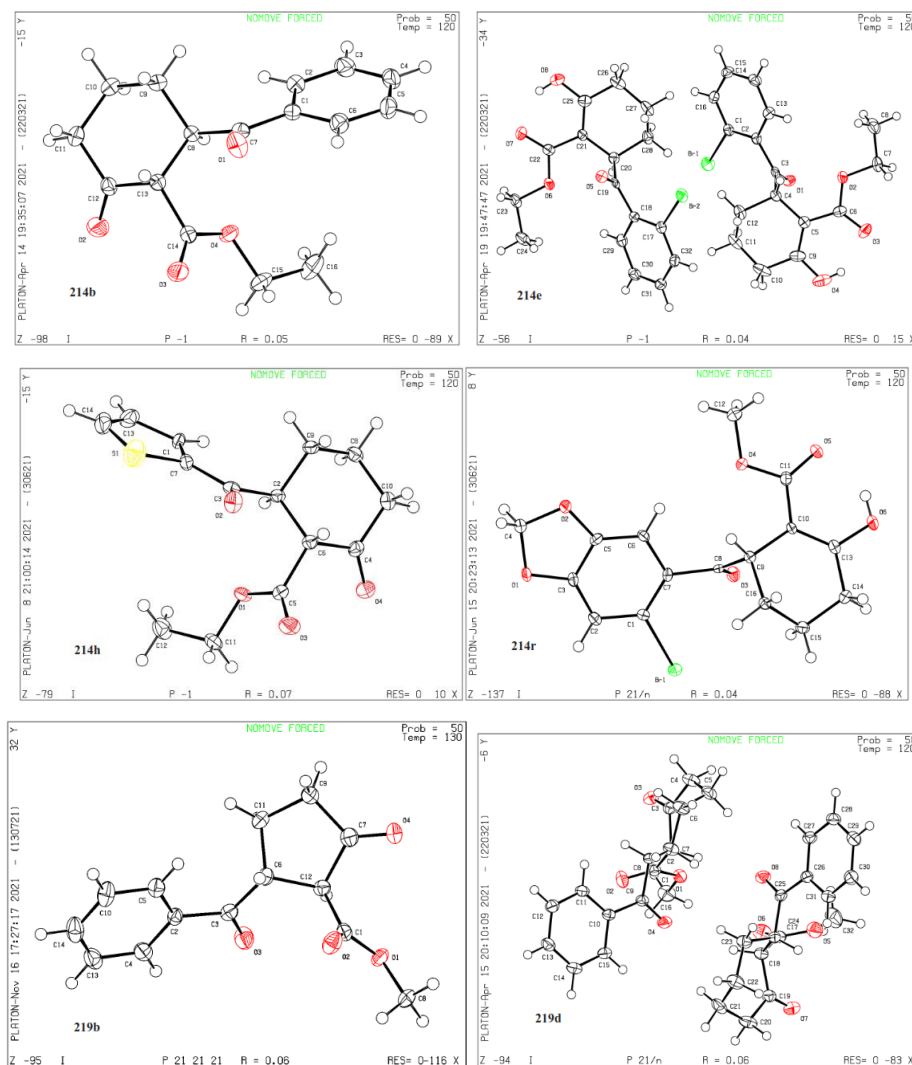 NOMOVE FORCED
Prob = 50
Temp = 120
-15 Y
PLATON-Apr 14 19:35:07 2021 - (220321)
C3
C2
C4
C10
C9
C5
C1
C6
C11
C8
C7
O1
C12
C13
O2
C14
O4
O3
C15
C16
214b
Z -98 I P -1 R = 0.05 RES= 0 -89 X
NOMOVE FORCED
Prob = 50
Temp = 120
-34 Y
PLATON-Apr 19 19:47:47 2021 - (220321)
O8
C26
C15
C14
C25
C27
C16
C13
C8
O7
C21
C28
C1
C2
C22
C20
Br1
C3
C7
O5
C19
O1
O2
O6
C4
C23
C18
Br2
C12
C6
C24
C17
C5
O3
C29
C32
C11
C9
C30
C31
C10
O4
214e
Z -56 I P -1 R = 0.04 RES= 0 15 X
NOMOVE FORCED
Prob = 50
Temp = 120
-15 Y
PLATON-Jun 8 21:00:14 2021 - (30621)
C14
C13
S1
C1
C7
C9
C8
C3
C2
C10
O2
C6
C4
O1
C5
O4
O3
C12
C11
214h
Z -79 I P -1 R = 0.07 RES= 0 10 X
NOMOVE FORCED
Prob = 50
Temp = 120
8 Y
PLATON-Jun 15 20:23:13 2021 - (30621)
C12
O4
O5
C11
O2
O6
C4
C10
C5
C6
C13
C8
C9
O1
C3
C7
O3
C14
C16
C2
C1
C15
Br1
214r
Z -137 I P 21/n R = 0.04 RES= 0 -88 X
NOMOVE FORCED
Prob = 50
Temp = 130
32 Y
PLATON-Nov 16 17:27:17 2021 - (130721)
C9
C11
C7
O4
C6
C12
C10
C5
C2
C3
C14
C4
O3
C1
O2
O1
C13
C8
219b
Z -95 I P 21 21 21 R = 0.06 RES= 0-116 X
NOMOVE FORCED
Prob = 50
Temp = 120
-6 Y
PLATON-Apr 15 20:10:09 2021 - (220321)
C4
C5
O3
C3
C6
C28
C27
C29
C8
C7
C2
O8
C26
C30
O2
C1
O1
C25
C11
C9
C16
C31
C12
C10
O4
O6
C24
C17
C32
C23
O5
C13
C15
C18
C14
C22
C19
C21
C20
O7
219d
Z -94 I P 21/n R = 0.06 RES= 0 -83 X